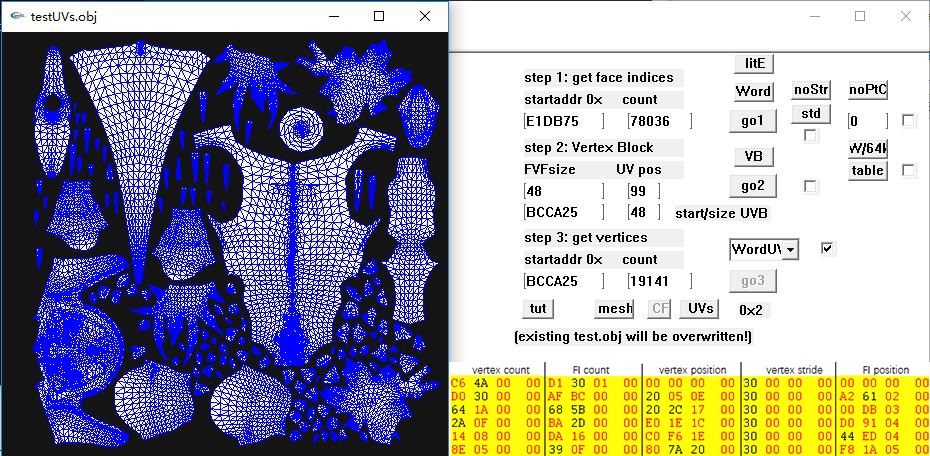 testUVs.obj
litE
step 1: get face indices
Word noStr noPtC
startaddr 0x count
std
E1DB75 78036 go1 0
step 2: Vertex Block
VB W/64k
FVFsize UV pos
table
48 99 go2
BCCA25 48 start/size UVB
step 3: get vertices
WordUV
startaddr 0x count
BCCA25 19141 go3
tut mesh CF UVs 0x2
(existing test.obj will be overwritten!)
vertex count FI count vertex position vertex stride FI position
C6 4A 00 00 D1 30 01 00 00 00 00 00 30 00 00 00 00 00 00 00
D0 30 00 00 AF BC 00 00 20 05 0E 00 30 00 00 00 A2 61 02 00
64 1A 00 00 68 5B 00 00 20 2C 17 00 30 00 00 00 00 DB 03 00
2A 0F 00 00 BA 2D 00 00 E0 1E 1C 00 30 00 00 00 D0 91 04 00
14 08 00 00 DA 16 00 00 C0 F6 1E 00 30 00 00 00 44 ED 04 00
8E 05 00 00 39 0F 00 00 80 7A 20 00 30 00 00 00 F8 1A 05 00